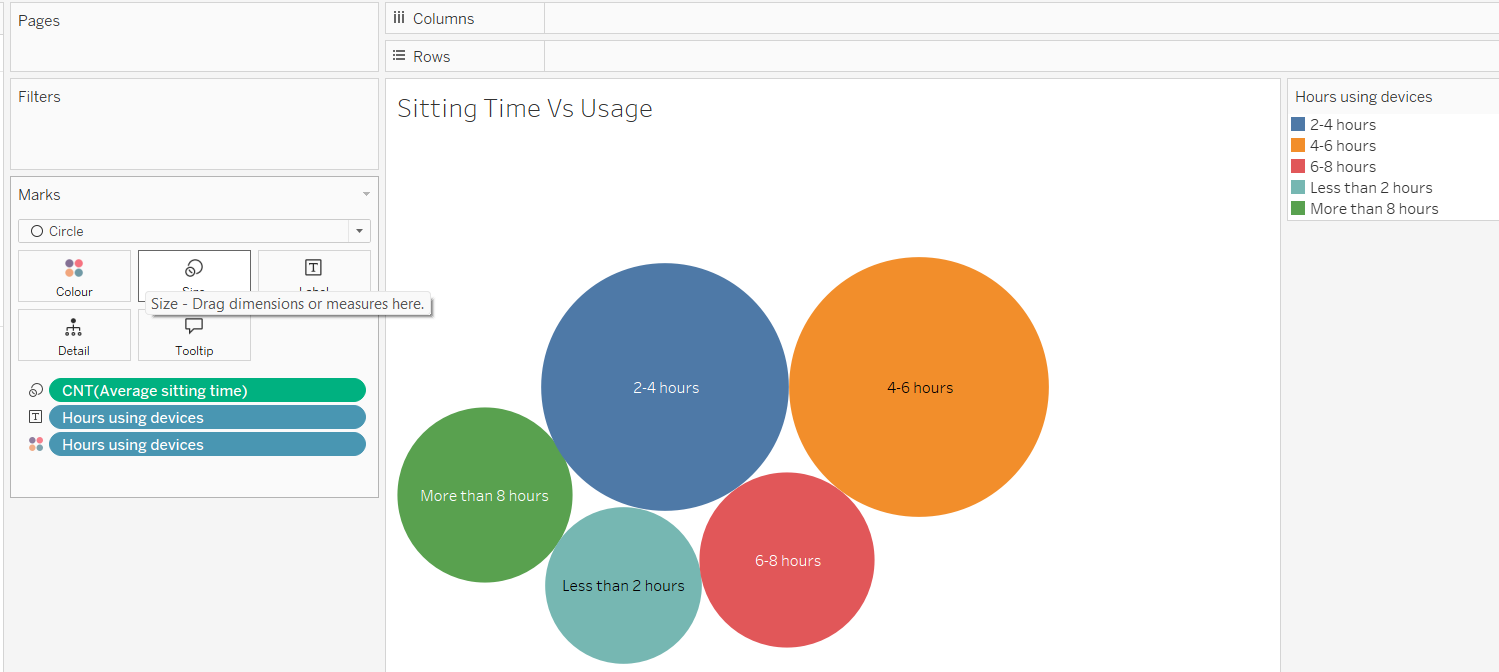 Pages
Columns
Rows
Filters
Sitting Time Vs Usage
Hours using devices
2-4 hours
4-6 hours
6-8 hours
Less than 2 hours
More than 8 hours
Marks
Circle
Colour
Size
Label
Size - Drag dimensions or measures here.
Detail
Tooltip
CNT(Average sitting time)
Hours using devices
Hours using devices
2-4 hours
4-6 hours
More than 8 hours
6-8 hours
Less than 2 hours